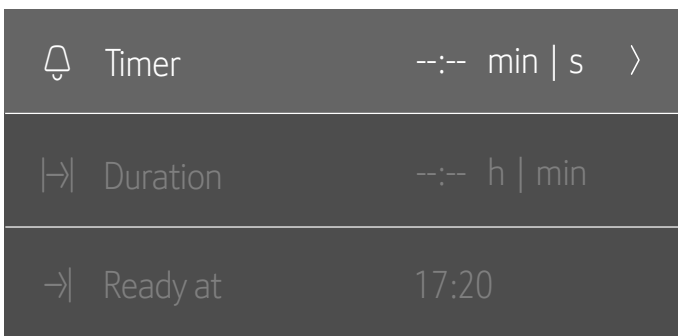 Timer --:-- min | s
Duration --:-- h | min
Ready at 17:20